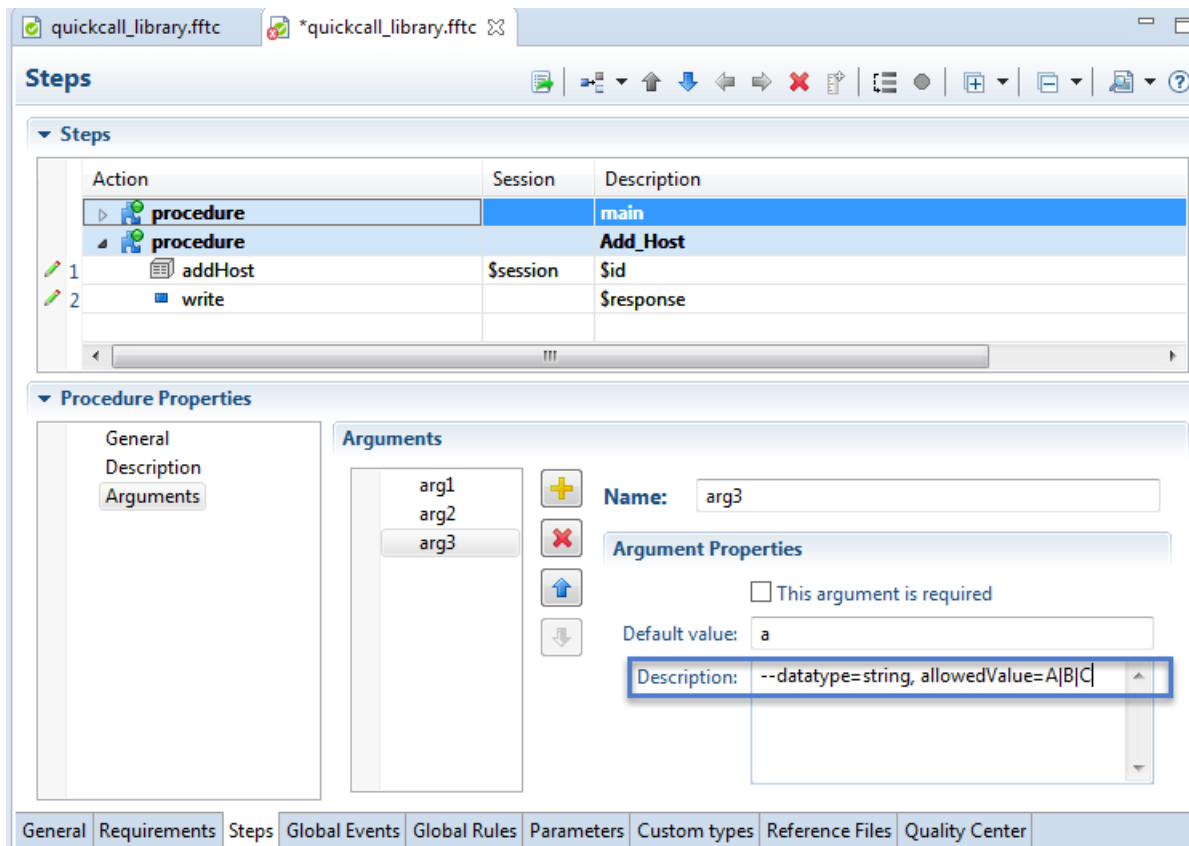 quickcall_library.fftc *quickcall_library.fftc
Steps
Steps
Action Session Description
procedure main
procedure Add_Host
1 addHost $session $id
2 write $response
Procedure Properties
General
Description
Arguments
Arguments
arg1
arg2
arg3
Name: arg3
Argument Properties
This argument is required
Default value: a
Description: --datatype=string, allowedValue=A|B|C
General Requirements Steps Global Events Global Rules Parameters Custom types Reference Files Quality Center